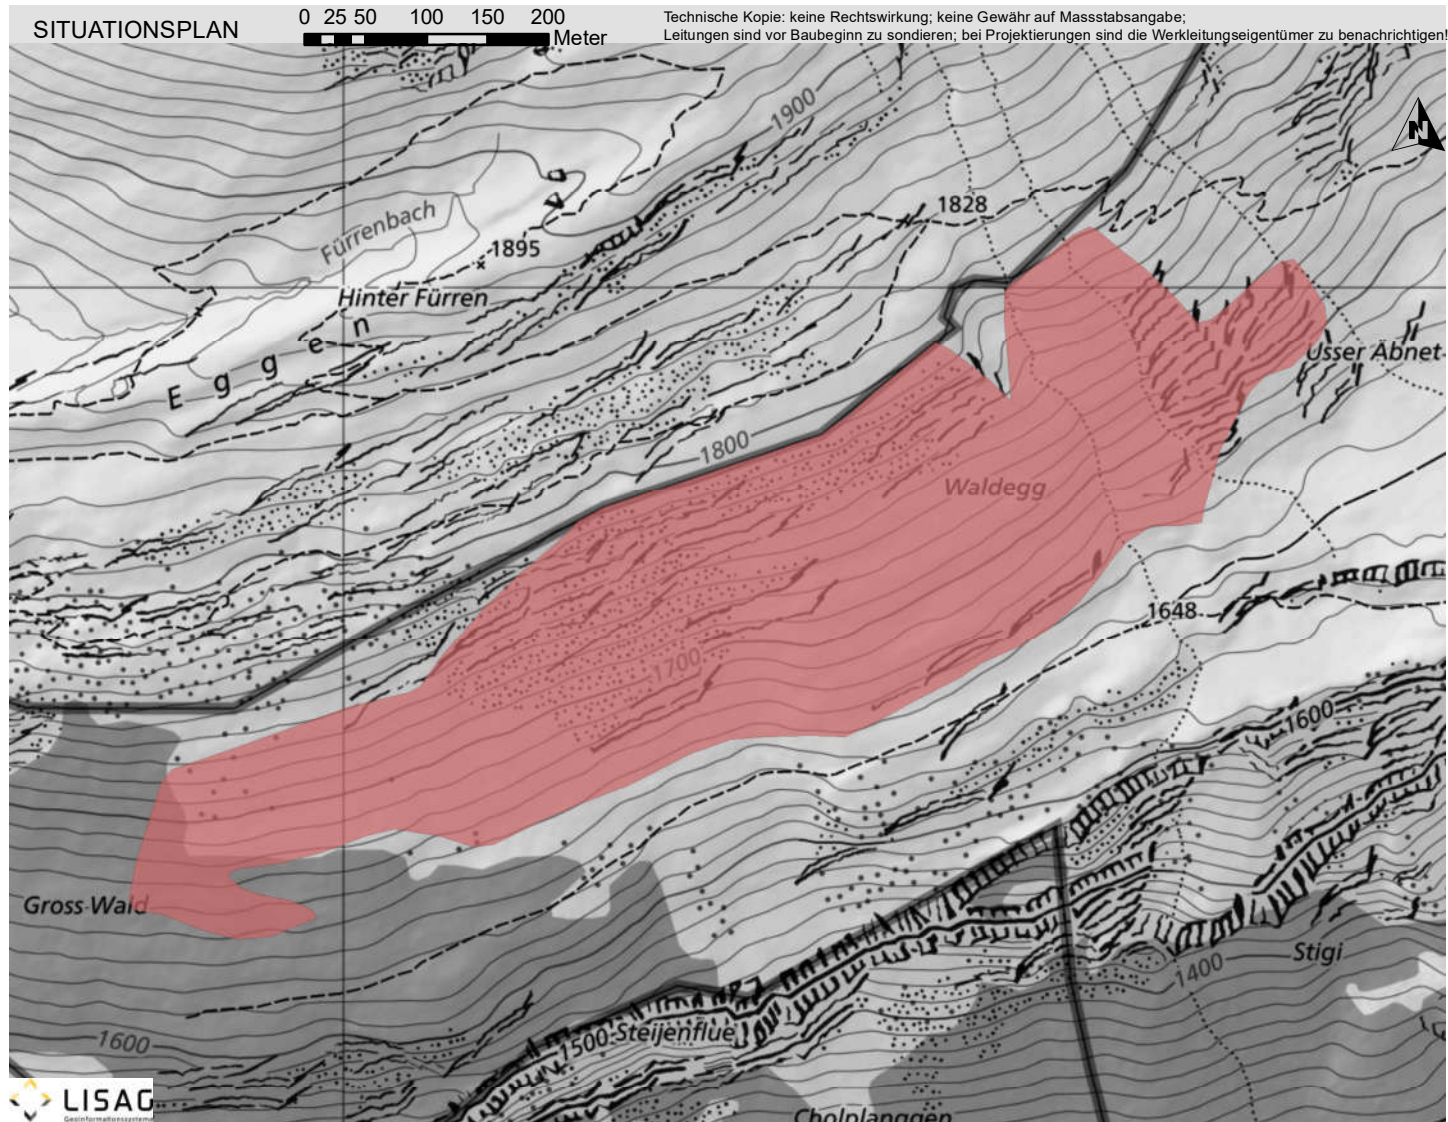 SITUATIONSPLAN
0 25 50 100 150 200
Meter
Technische Kopie: keine Rechtswirkung; keine Gewähr auf Massstabsangabe;
Leitungen sind vor Baubeginn zu sondieren; bei Projektierungen sind die Werkleitungseigentümer zu benachrichtigen!
N
1900
1828
Fürrenbach
1895
Hinter Fürren
Eggen
Usser Äbnet
1800
Waldegg
1648
1700
1600
Gross Wald
Stigi
1400
1500
Steijenflue
1600
LISAG
Geoinformationssysteme
Cholplanggen